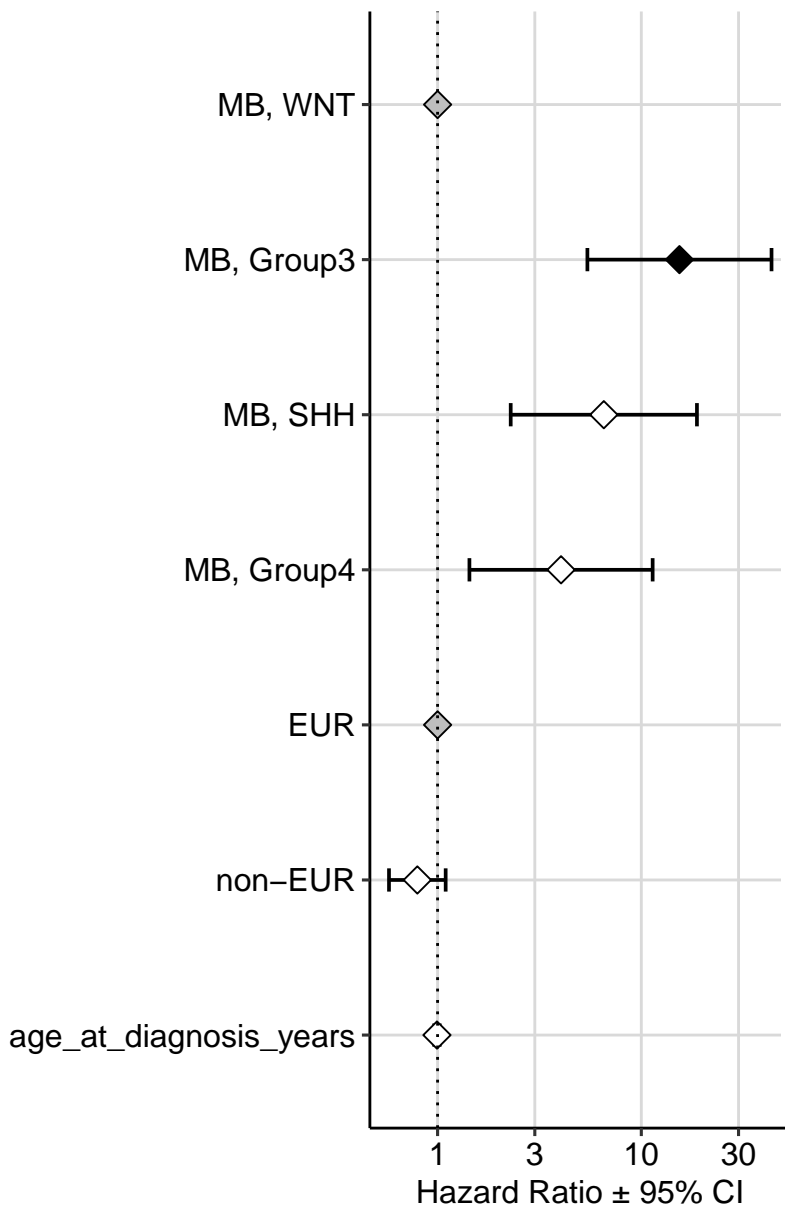 MB, WNT
MB, Group3
MB, SHH
MB, Group4
EUR
non−EUR
age_at_diagnosis_years
1 3 10 30
Hazard Ratio ± 95% CI